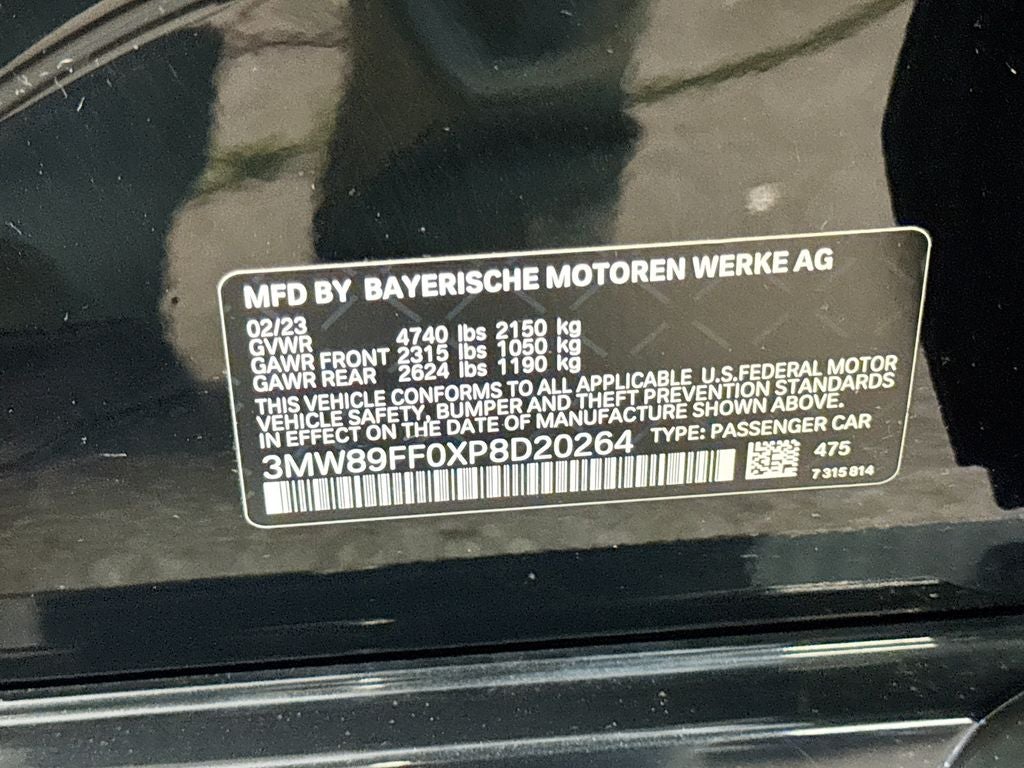 MFD BY BAYERISCHE MOTOREN WERKE AG
02/23
GVWR 4740 lbs 2150 kg
GAWR FRONT 2315 lbs 1050 kg
GAWR REAR 2624 lbs 1190 kg
THIS VEHICLE CONFORMS TO ALL APPLICABLE U.S.FEDERAL MOTOR
VEHICLE SAFETY, BUMPER AND THEFT PREVENTION STANDARDS
IN EFFECT ON THE DATE OF MANUFACTURE SHOWN ABOVE.
3MW89FF0XP8D20264 TYPE: PASSENGER CAR
475
7 315 814